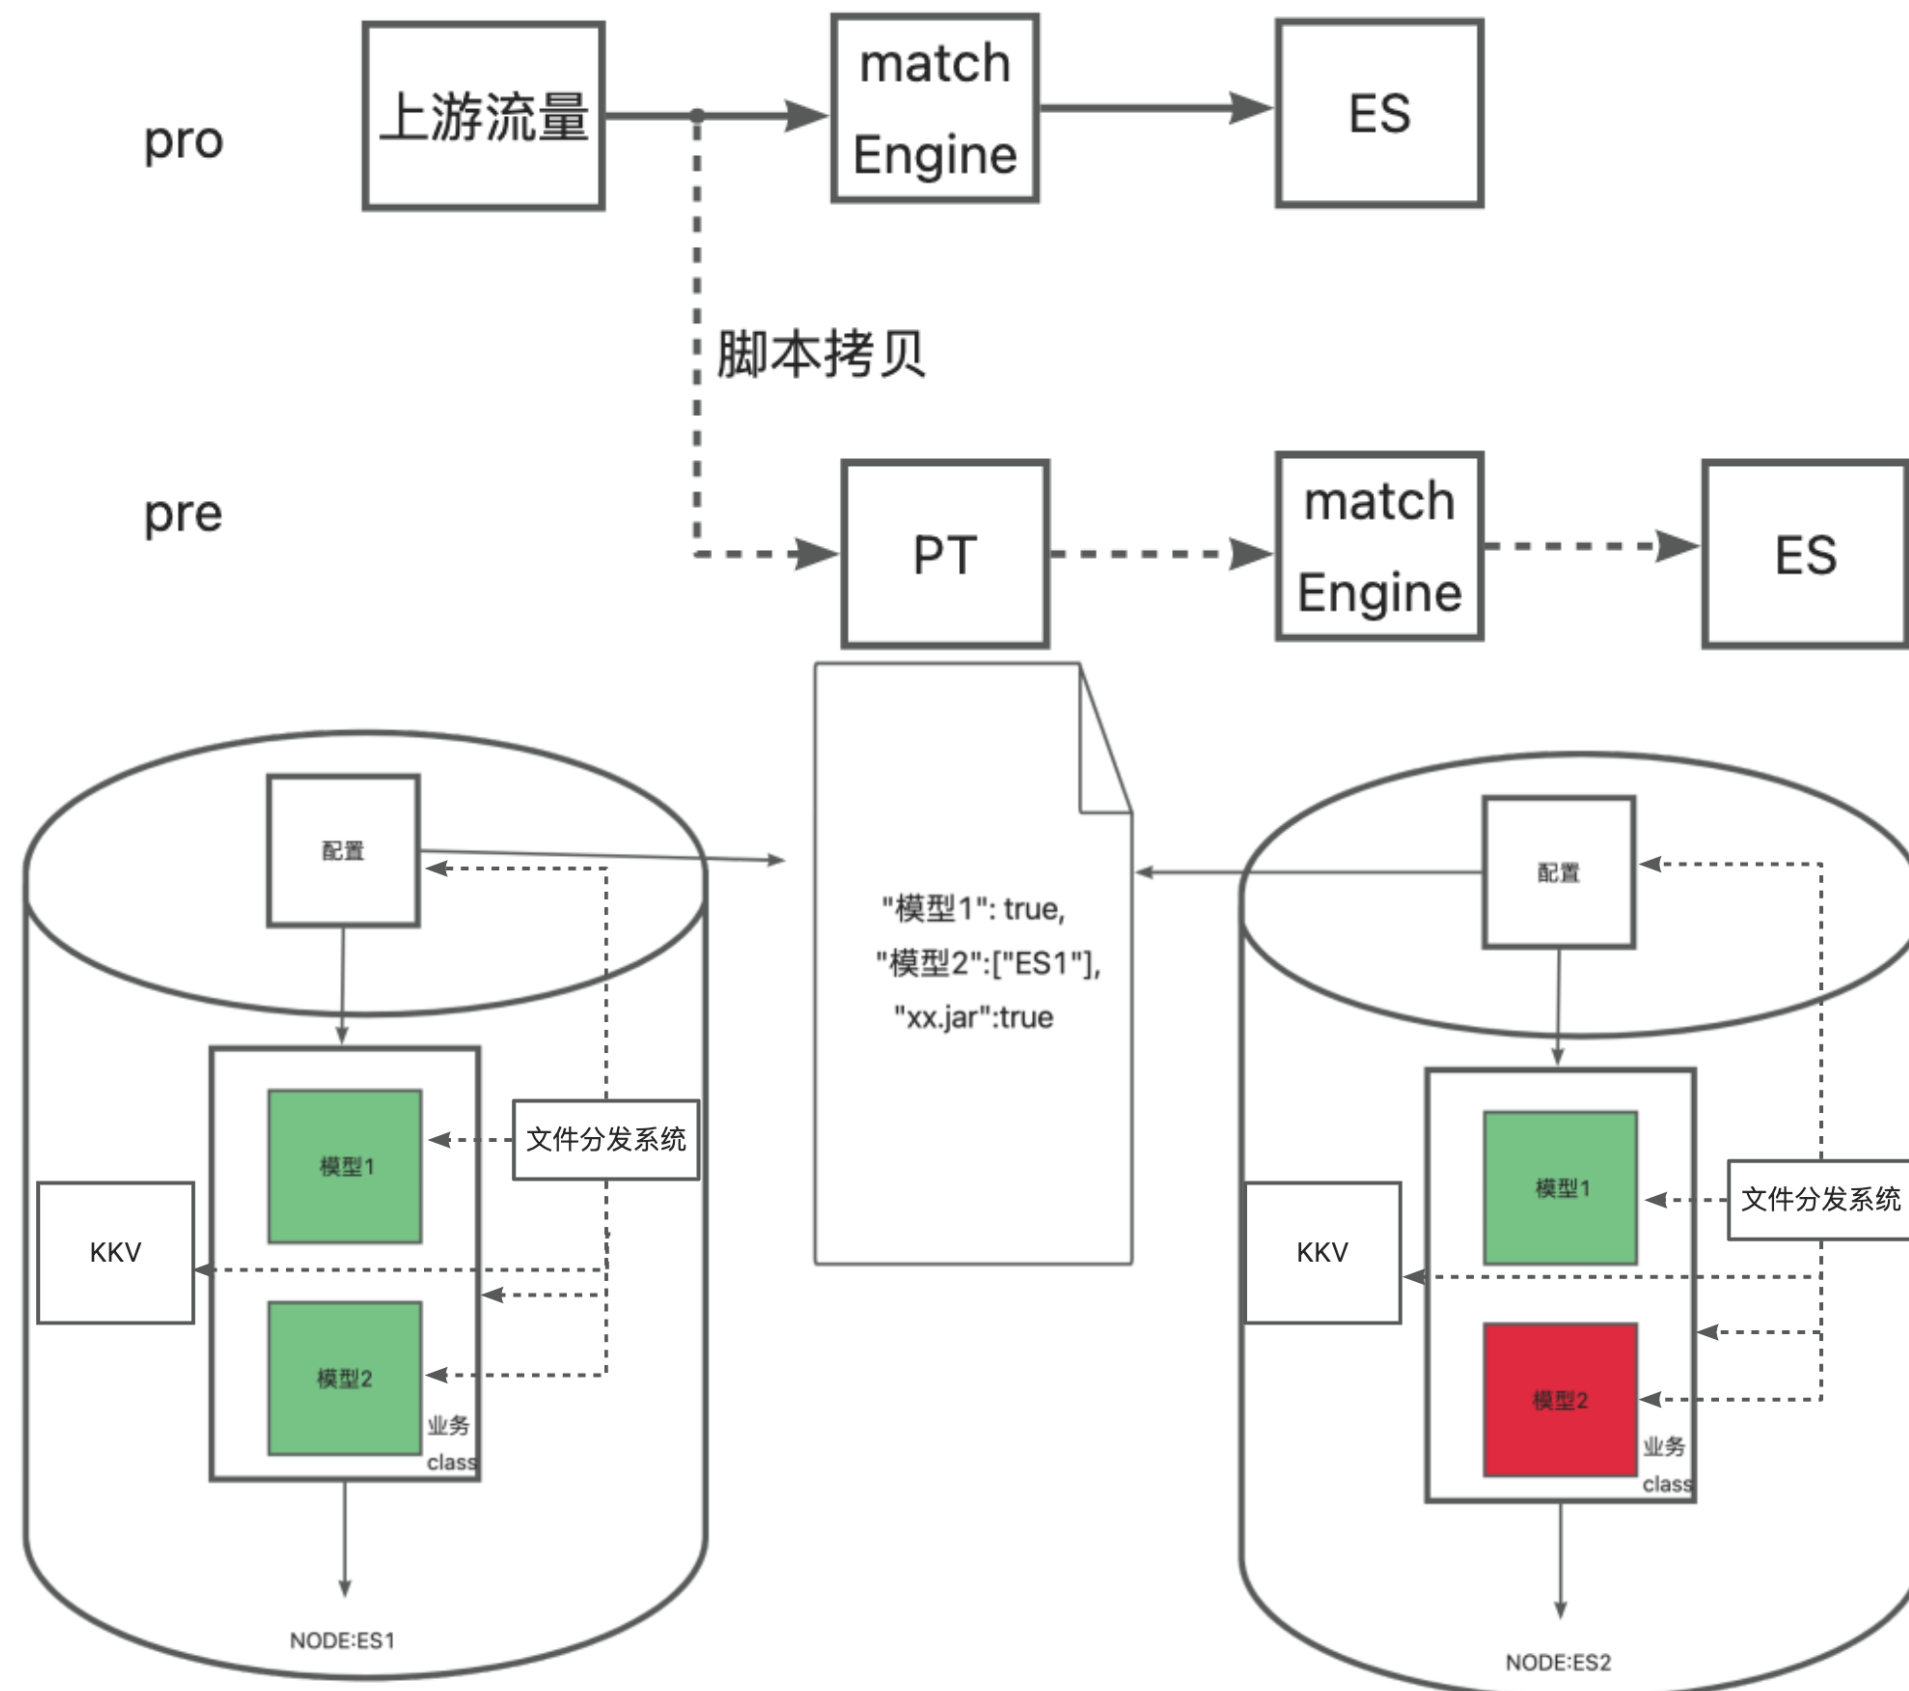 pro
上游流量
match
Engine
ES
脚本拷贝
pre
PT
match
Engine
ES
配置
"模型1": true,
"模型2":["ES1"],
"xx.jar":true
配置
模型1
文件分发系统
KKV
模型2
业务
class
NODE:ES1
模型1
文件分发系统
KKV
模型2
业务
class
NODE:ES2